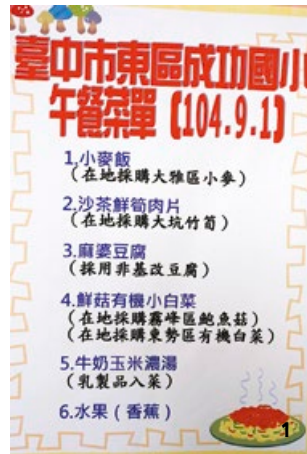 臺中市東區成功國小
午餐菜單【104.9.1】
1.小麥飯
（在地採購大雅區小麥）
2.沙茶鮮筍肉片
（在地採購大坑竹筍）
3.麻婆豆腐
（採用非基改豆腐）
4.鮮菇有機小白菜
（在地採購霧峰區鮑魚菇）
（在地採購東勢區有機白菜）
5.牛奶玉米濃湯
（乳製品入菜）
6.水果（香蕉）
1